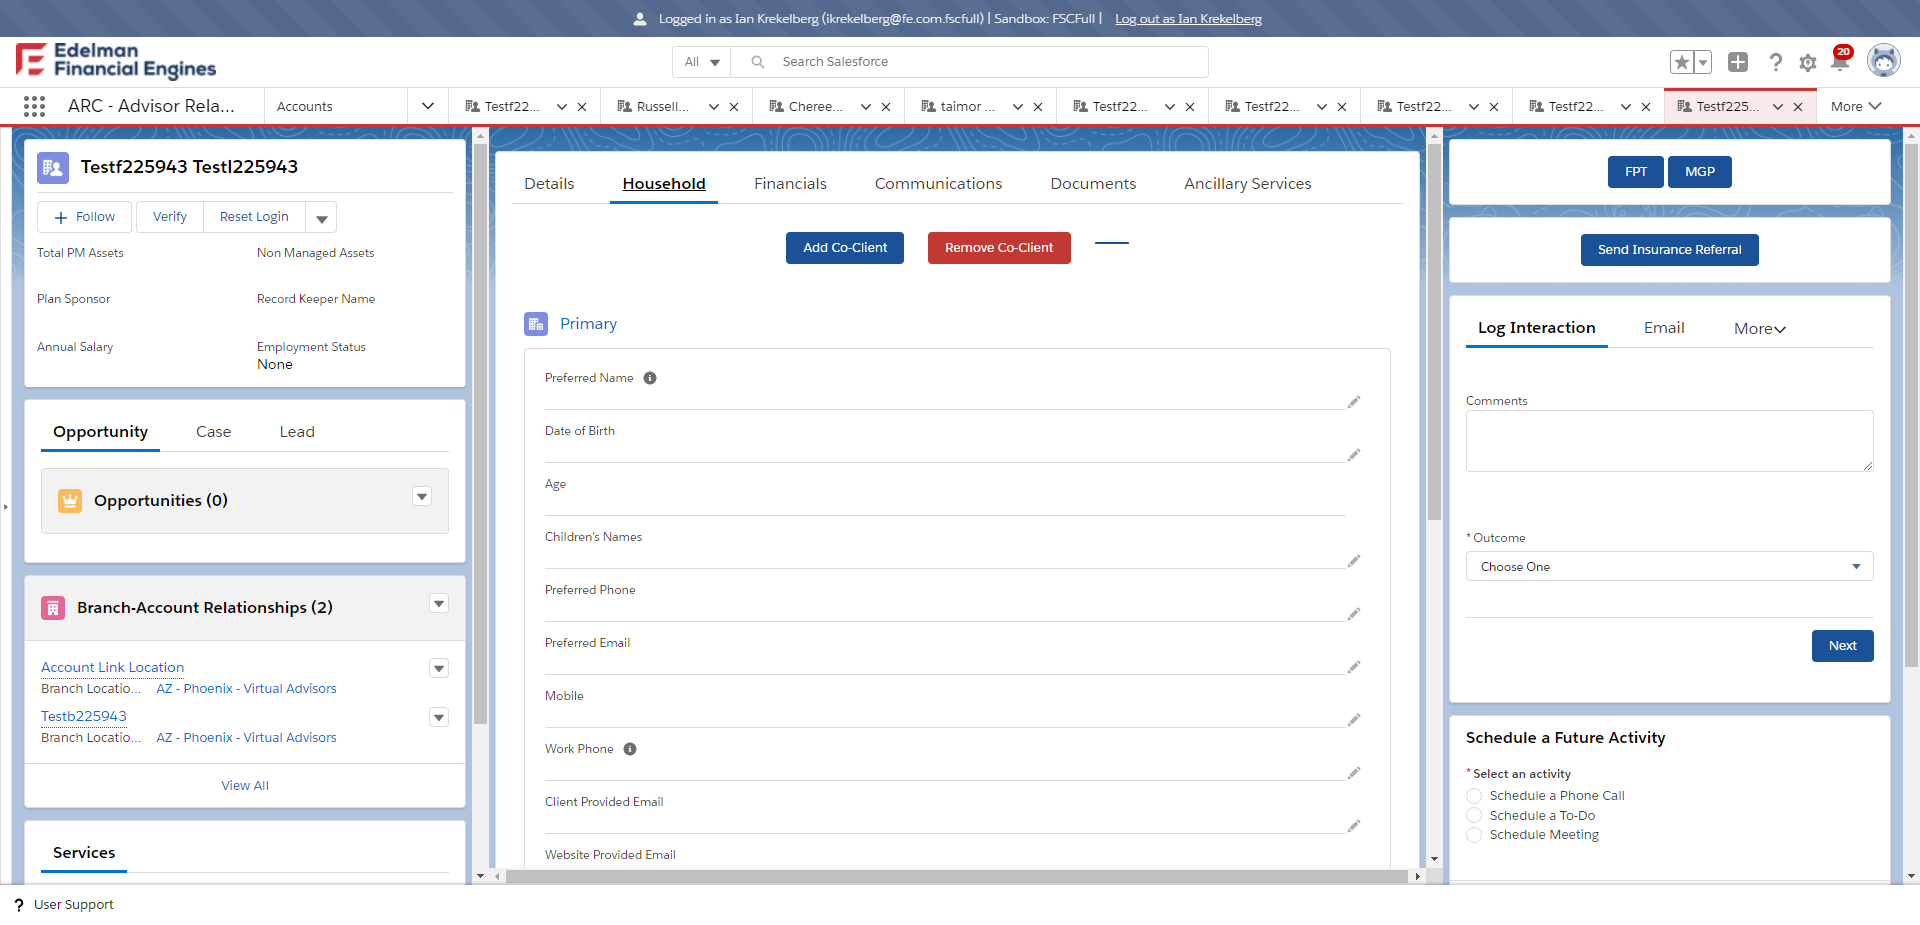 Logged in as Ian Krekelberg (ikrekelberg@fe.com.fscfull) | Sandbox: FSCFull | Log out as Ian Krekelberg
Edelman
Financial Engines
All
Search Salesforce
20
ARC - Advisor Rela...
Accounts
Testf22...
Russell...
Cheree...
taimor ...
Testf22...
Testf22...
Testf22...
Testf22...
Testf225...
More
Testf225943 Testl225943
Follow
Verify
Reset Login
Total PM Assets
Non Managed Assets
Plan Sponsor
Record Keeper Name
Annual Salary
Employment Status
None
Opportunity
Case
Lead
Opportunities (0)
Branch-Account Relationships (2)
Account Link Location
Branch Locatio... AZ - Phoenix - Virtual Advisors
Testb225943
Branch Locatio... AZ - Phoenix - Virtual Advisors
View All
Services
Details
Household
Financials
Communications
Documents
Ancillary Services
Add Co-Client
Remove Co-Client
Primary
Preferred Name
Date of Birth
Age
Children's Names
Preferred Phone
Preferred Email
Mobile
Work Phone
Client Provided Email
Website Provided Email
FPT
MGP
Send Insurance Referral
Log Interaction
Email
More
Comments
* Outcome
Choose One
Next
Schedule a Future Activity
* Select an activity
Schedule a Phone Call
Schedule a To-Do
Schedule Meeting
? User Support